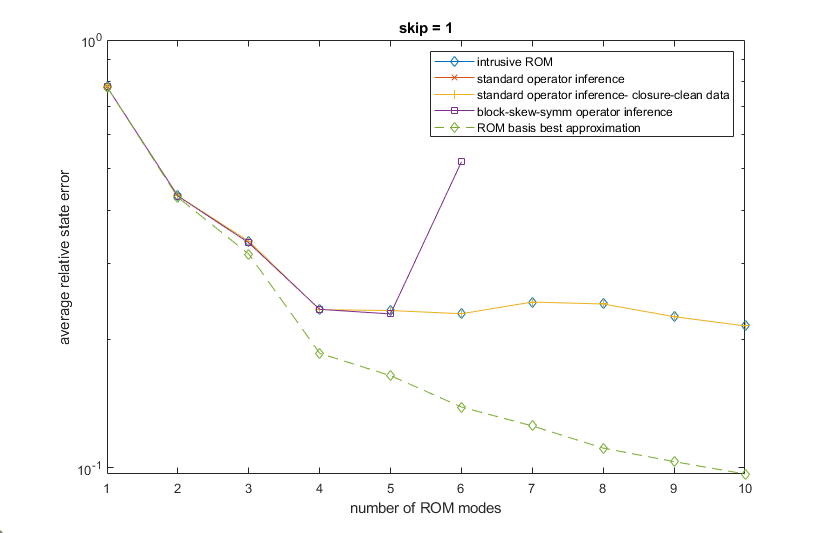 skip = 1
10^0
intrusive ROM
standard operator inference
standard operator inference- closure-clean data
block-skew-symm operator inference
ROM basis best approximation
average relative state error
10^-1
1 2 3 4 5 6 7 8 9 10
number of ROM modes